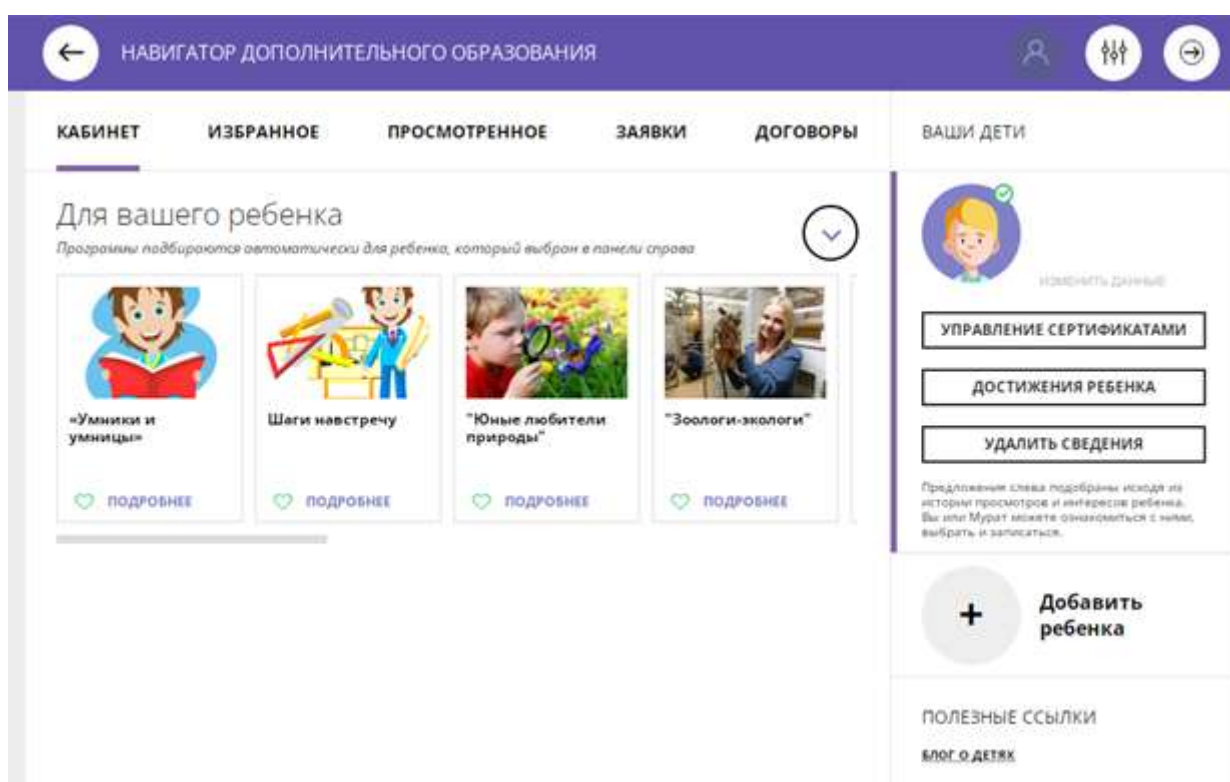 НАВИГАТОР ДОПОЛНИТЕЛЬНОГО ОБРАЗОВАНИЯ
КАБИНЕТ
ИЗБРАННОЕ
ПРОСМОТРЕННОЕ
ЗАЯВКИ
ДОГОВОРЫ
Для вашего ребенка
Программы подбираются автоматически для ребенка, который выбран в панели справа
«Умники и
умницы»
ПОДРОБНЕЕ
Шаги навстречу
ПОДРОБНЕЕ
"Юные любители
природы"
ПОДРОБНЕЕ
"Зоологи-экологи"
ПОДРОБНЕЕ
ВАШИ ДЕТИ
ИЗМЕНИТЬ ДАННЫЕ
УПРАВЛЕНИЕ СЕРТИФИКАТАМИ
ДОСТИЖЕНИЯ РЕБЕНКА
УДАЛИТЬ СВЕДЕНИЯ
Предложения слева подобраны исходя из
истории просмотров и интересов ребенка.
Вы или Мурат можете ознакомиться с ними,
выбрать и записаться.
+
Добавить
ребенка
ПОЛЕЗНЫЕ ССЫЛКИ
БЛОГ О ДЕТЯХ